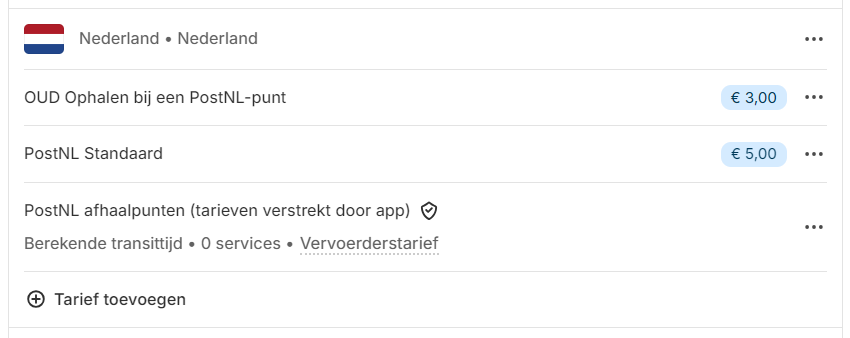 Nederland • Nederland
OUD Ophalen bij een PostNL-punt € 3,00
PostNL Standaard € 5,00
PostNL afhaalpunten (tarieven verstrekt door app)
Berekende transittijd • 0 services • Vervoerderstarief
Tarief toevoegen